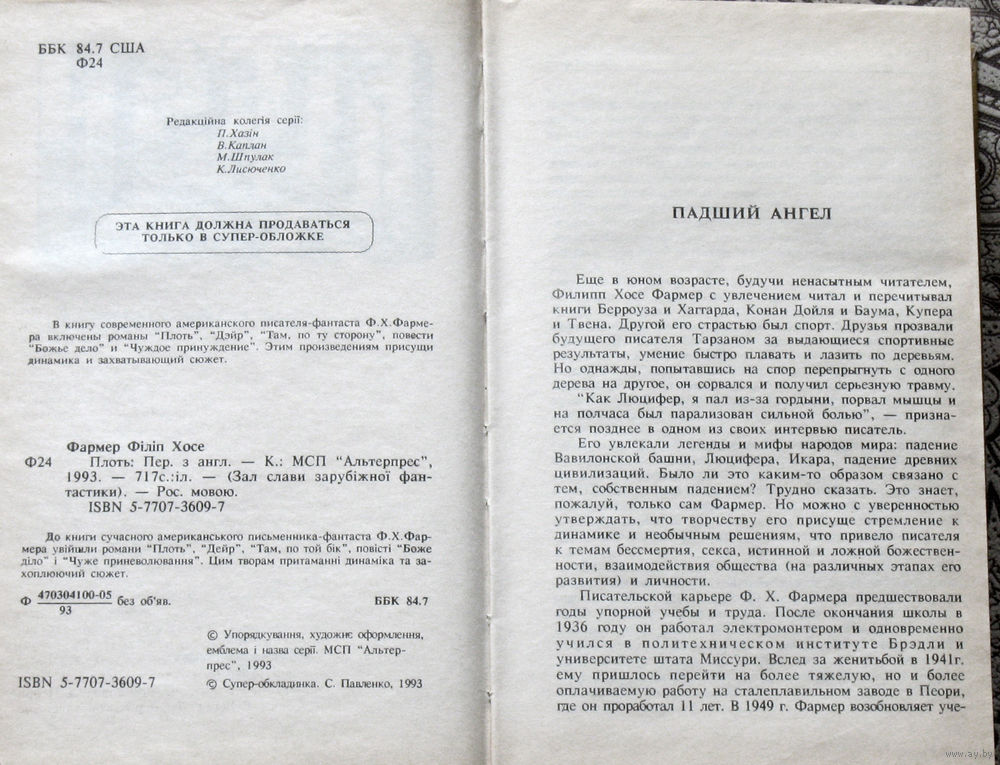 ББК 84.7 США
Ф24
Редакційна колегія серії:
П.Хазін
В.Каплан
М.Шпулак
К.Лисюченко
ЭТА КНИГА ДОЛЖНА ПРОДАВАТЬСЯ
ТОЛЬКО В СУПЕР-ОБЛОЖКЕ
В книгу современного американского писателя-фантаста Ф.Х.Фарме-
ра включены романы "Плоть", "Дэйр", "Там, по ту сторону", повести
"Божье дело" и "Чуждое принуждение". Этим произведениям присущи
динамика и захватывающий сюжет.
Фармер Філіп Хосе
Ф24 Плоть: Пер. з англ. — К.: МСП "Альтерпрес",
1993. — 717с.:іл. — (Зал слави зарубіжної фан-
тастики). — Рос. мовою.
ISBN 5-7707-3609-7
До книги сучасного американського письменника-фантаста Ф.Х.Фар-
мера увійшли романи "Плоть", "Дейр", "Там, по той бік", повісті "Боже
діло" і "Чуже приневолювання". Цим творам притаманні динаміка та за-
хоплюючий сюжет.
Ф 470304100-05 без об'яв. ББК 84.7
93
© Упорядкування, художнє оформлення,
емблема і назва серії. МСП "Альтер-
прес", 1993
ISBN 5-7707-3609-7 © Супер-обкладинка. С. Павленко, 1993
ПАДШИЙ АНГЕЛ
Еще в юном возрасте, будучи ненасытным читателем,
Филипп Хосе Фармер с увлечением читал и перечитывал
книги Берроуза и Хаггарда, Конан Дойля и Баума, Купера
и Твена. Другой его страстью был спорт. Друзья прозвали
будущего писателя Тарзаном за выдающиеся спортивные
результаты, умение быстро плавать и лазить по деревьям.
Но однажды, попытавшись на спор перепрыгнуть с одного
дерева на другое, он сорвался и получил серьезную травму.
"Как Люцифер, я пал из-за гордыни, порвал мышцы и
на полчаса был парализован сильной болью", — признa-
ется позднее в одном из своих интервью писатель.
Его увлекали легенды и мифы народов мира: падение
Вавилонской башни, Люцифера, Икара, падение древних
цивилизаций. Было ли это каким-то образом связано с
тем, собственным падением? Трудно сказать. Это знает,
пожалуй, только сам Фармер. Но можно с уверенностью
утверждать, что творчеству его присуще стремление к
динамике и необычным решениям, что привело писателя
к темам бессмертия, секса, истинной и ложной божествен-
ности, взаимодействия общества (на различных этапах его
развития) и личности.
Писательской карьере Ф. Х. Фармера предшествовали
годы упорной учебы и труда. После окончания школы в
1936 году он работал электромонтером и одновременно
учился в политехническом институте Брэдли и
университете штата Миссури. Вслед за женитьбой в 1941г.
ему пришлось перейти на более тяжелую, но и более
оплачиваемую работу на сталеплавильном заводе в Пеори,
где он проработал 11 лет. В 1949 г. Фармер возобновляет уче-
www.ay.by